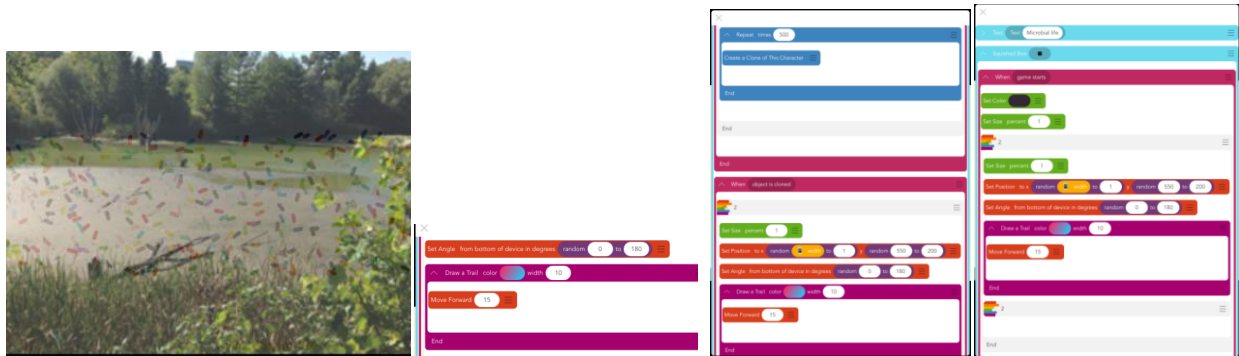 Set Angle from bottom of device in degrees random 0 to 180
Draw a Trail color width 10
Move Forward 15
End
Repeat times 500
Create a Clone of This Character
End
End
End
When object is cloned
2
Set Size percent 1
Set Position to x random width to 1 y random 550 to 200
Set Angle from bottom of device in degrees random 0 to 180
Draw a Trail color width 10
Move Forward 15
End
Text Text Microbial life
Squished Box
When game starts
Set Color
Set Size percent 1
2
Set Size percent 1
Set Position to x random width to 1 y random 550 to 200
Set Angle from bottom of device in degrees random 0 to 180
Draw a Trail color width 10
Move Forward 15
End
2
End